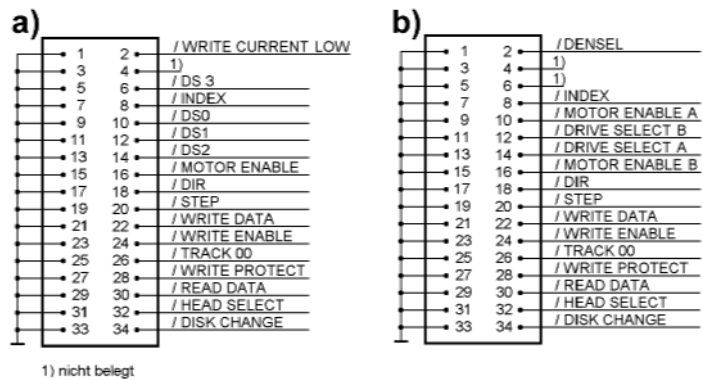 a)
1 2 / WRITE CURRENT LOW
3 4 1)
5 6 / DS 3
7 8 / INDEX
9 10 / DS0
11 12 / DS1
13 14 / DS2
15 16 / MOTOR ENABLE
17 18 / DIR
19 20 / STEP
21 22 / WRITE DATA
23 24 / WRITE ENABLE
25 26 / TRACK 00
27 28 / WRITE PROTECT
29 30 / READ DATA
31 32 / HEAD SELECT
33 34 / DISK CHANGE
1) nicht belegt
b)
1 2 / DENSEL
3 4 1)
5 6 1)
7 8 / INDEX
9 10 / MOTOR ENABLE A
11 12 / DRIVE SELECT B
13 14 / DRIVE SELECT A
15 16 / MOTOR ENABLE B
17 18 / DIR
19 20 / STEP
21 22 / WRITE DATA
23 24 / WRITE ENABLE
25 26 / TRACK 00
27 28 / WRITE PROTECT
29 30 / READ DATA
31 32 / HEAD SELECT
33 34 / DISK CHANGE